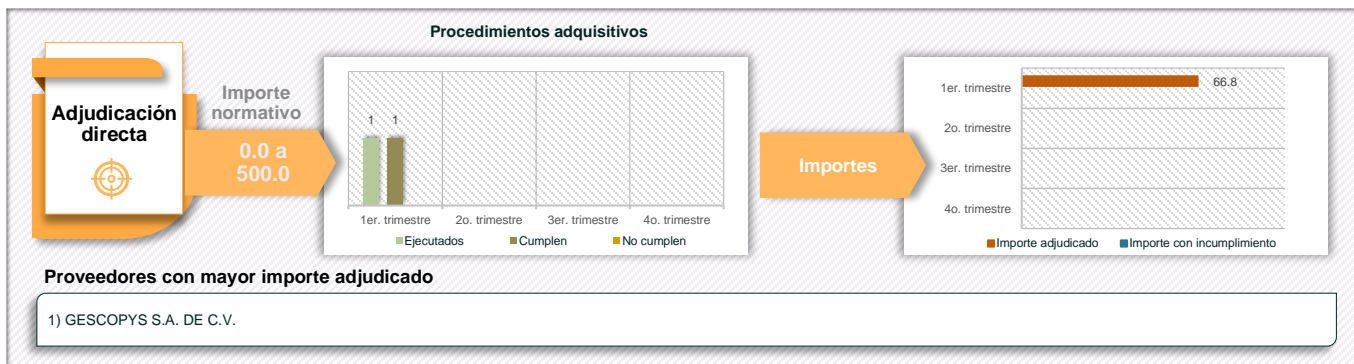 Adjudicación
directa
Importe
normativo
0.0 a
500.0
Procedimientos adquisitivos
1 1
1er. trimestre 2o. trimestre 3er. trimestre 4o. trimestre
Ejecutados Cumplen No cumplen
Importes
1er. trimestre 66.8
2o. trimestre
3er. trimestre
4o. trimestre
Importe adjudicado Importe con incumplimiento
Proveedores con mayor importe adjudicado
1) GESCOPYS S.A. DE C.V.